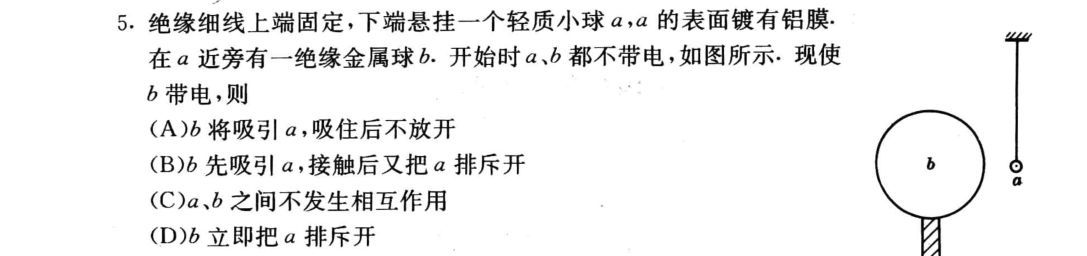 5. 绝缘细线上端固定,下端悬挂一个轻质小球a,a的表面镀有铝膜.
在a近旁有一绝缘金属球b. 开始时a、b都不带电,如图所示. 现使
b带电,则
(A)b将吸引a,吸住后不放开
(B)b先吸引a,接触后又把a排斥开
(C)a、b之间不发生相互作用
(D)b立即把a排斥开
b
a